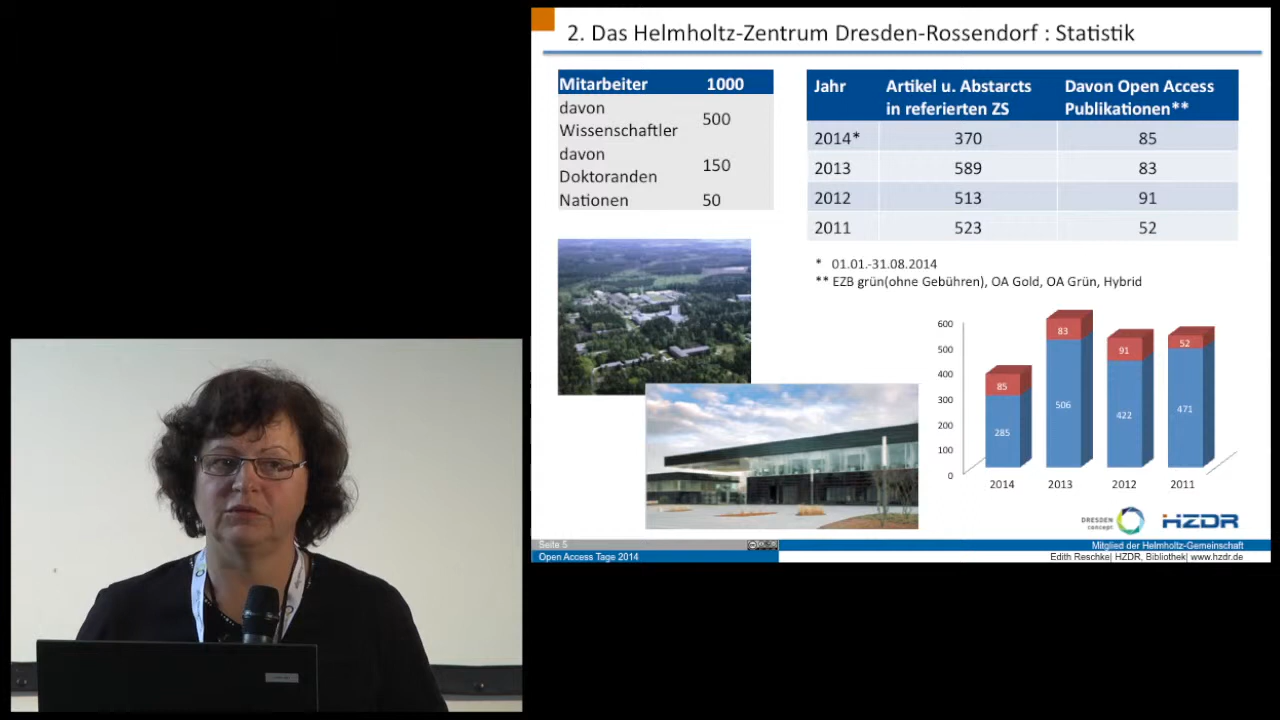 2. Das Helmholtz-Zentrum Dresden-Rossendorf : Statistik
Mitarbeiter 1000
davon Wissenschaftler 500
davon Doktoranden 150
Nationen 50
Jahr Artikel u. Abstarcts in referierten ZS Davon Open Access Publikationen**
2014* 370 85
2013 589 83
2012 513 91
2011 523 52
* 01.01.-31.08.2014
** EZB grün(ohne Gebühren), OA Gold, OA Grün, Hybrid
600
500
400
300
200
100
0
85
285
83
506
91
422
52
471
2014 2013 2012 2011
DRESDEN
concept
HZDR
Seite 5
Mitglied der Helmholtz-Gemeinschaft
Open Access Tage 2014
Edith Reschke| HZDR, Bibliothek| www.hzdr.de